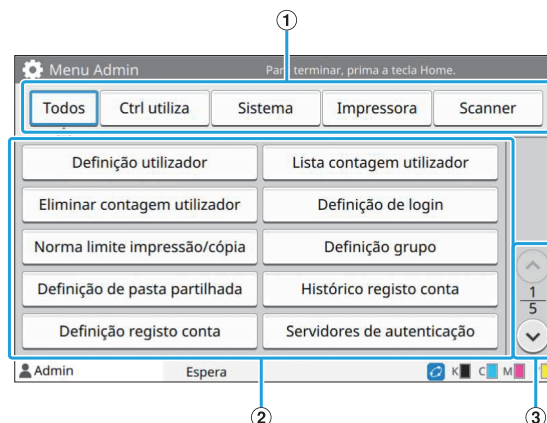 ①
Menu Admin Para terminar, prima a tecla Home.
Todos Ctrl utiliza Sistema Impressora Scanner
Definição utilizador Lista contagem utilizador
Eliminar contagem utilizador Definição de login
Norma limite impressão/cópia Definição grupo
Definição de pasta partilhada Histórico registo conta
Definição registo conta Servidores de autenticação
1
5
Admin Espera K C M
② ③